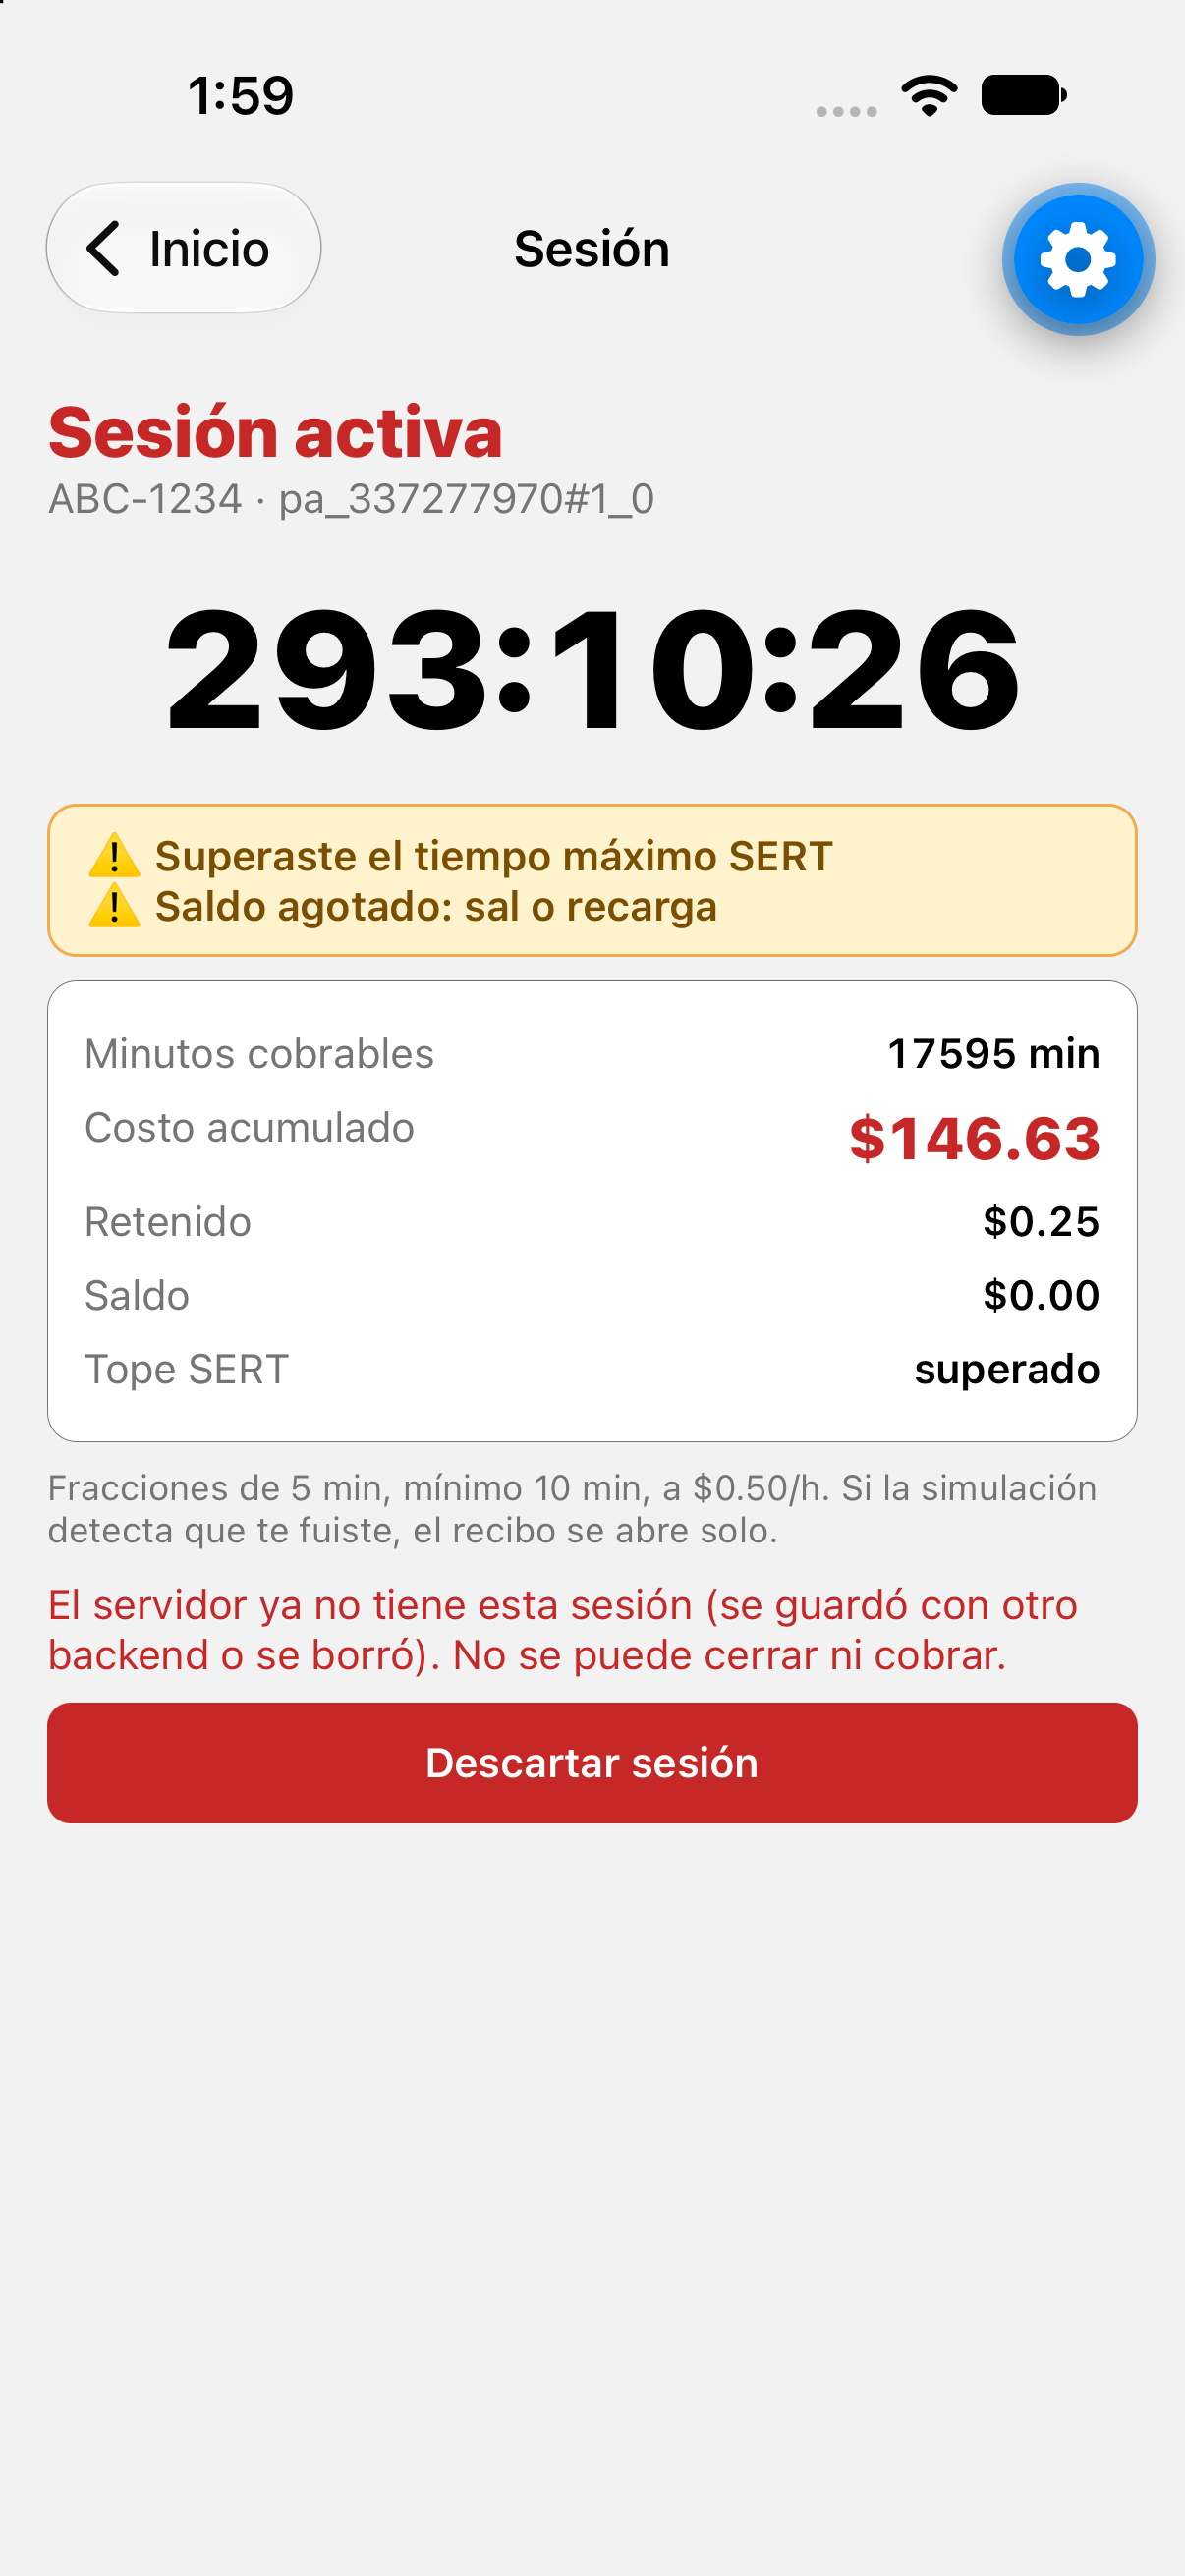 1:59
Inicio
Sesión
Sesión activa
ABC-1234 · pa_337277970#1_0
293:10:26
⚠️ Superaste el tiempo máximo SERT
⚠️ Saldo agotado: sal o recarga
Minutos cobrables 17595 min
Costo acumulado $146.63
Retenido $0.25
Saldo $0.00
Tope SERT superado
Fracciones de 5 min, mínimo 10 min, a $0.50/h. Si la simulación
detecta que te fuiste, el recibo se abre solo.
El servidor ya no tiene esta sesión (se guardó con otro
backend o se borró). No se puede cerrar ni cobrar.
Descartar sesión